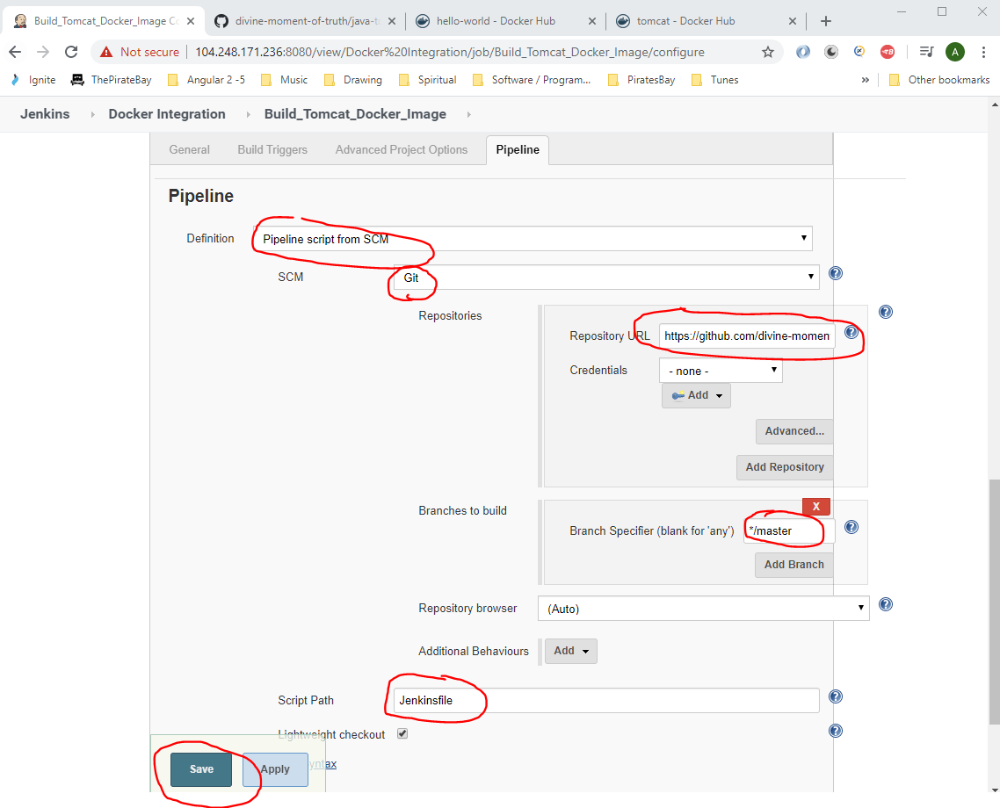 Build_Tomcat_Docker_Image Co
divine-moment-of-truth/java-to
hello-world - Docker Hub
tomcat - Docker Hub
Not secure 104.248.171.236:8080/view/Docker%20Integration/job/Build_Tomcat_Docker_Image/configure
A
Ignite ThePirateBay Angular 2 -5 Music Drawing Spiritual Software / Program... PiratesBay Tunes » Other bookmarks
Jenkins Docker Integration Build_Tomcat_Docker_Image
General Build Triggers Advanced Project Options Pipeline
Pipeline
Definition Pipeline script from SCM
SCM Git
Repositories
Repository URL https://github.com/divine-momen
Credentials - none -
Add
Advanced...
Add Repository
Branches to build
X
Branch Specifier (blank for 'any') */master
Add Branch
Repository browser (Auto)
Additional Behaviours Add
Script Path Jenkinsfile
Lightweight checkout
yntax
Save Apply